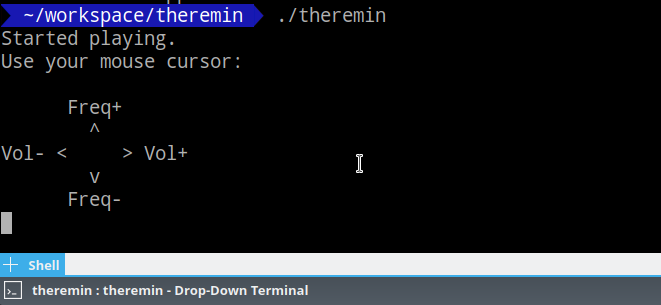 ~/workspace/theremin ./theremin
Started playing.
Use your mouse cursor:
Freq+
^
Vol- < > Vol+
v
Freq-
+ Shell
theremin : theremin - Drop-Down Terminal